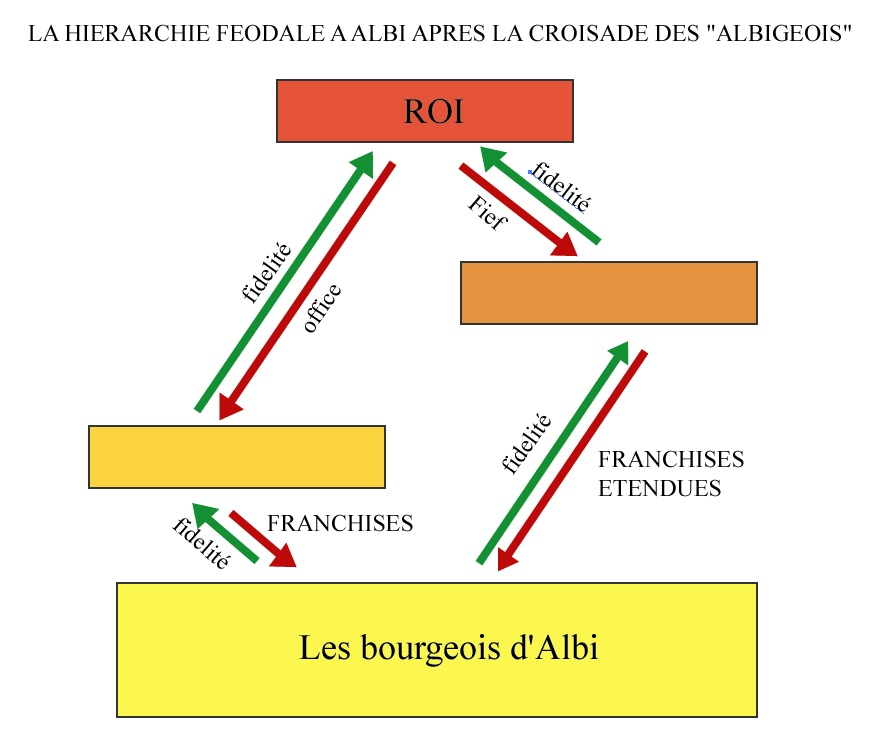 LA HIERARCHIE FEODALE A ALBI APRES LA CROISADE DES "ALBIGEOIS"
ROI
fidelité
Fief
fidelité
office
fidelité
FRANCHISES
ETENDUES
FRANCHISES
fidelité
Les bourgeois d'Albi